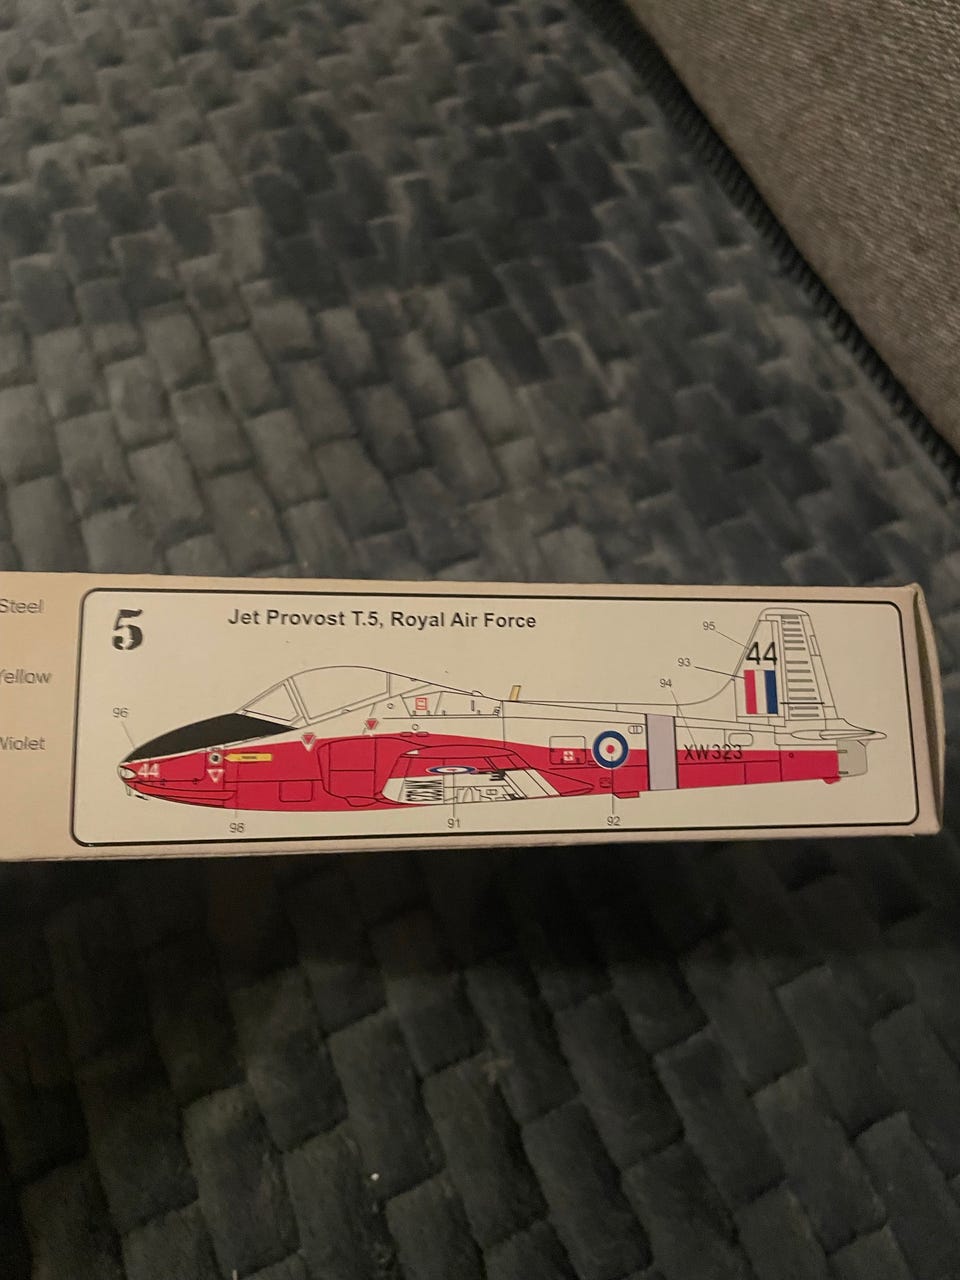 Steel
Yellow
Violet
5
Jet Provost T.5, Royal Air Force
95
44
93
94
96
XW323
44
98
91
92